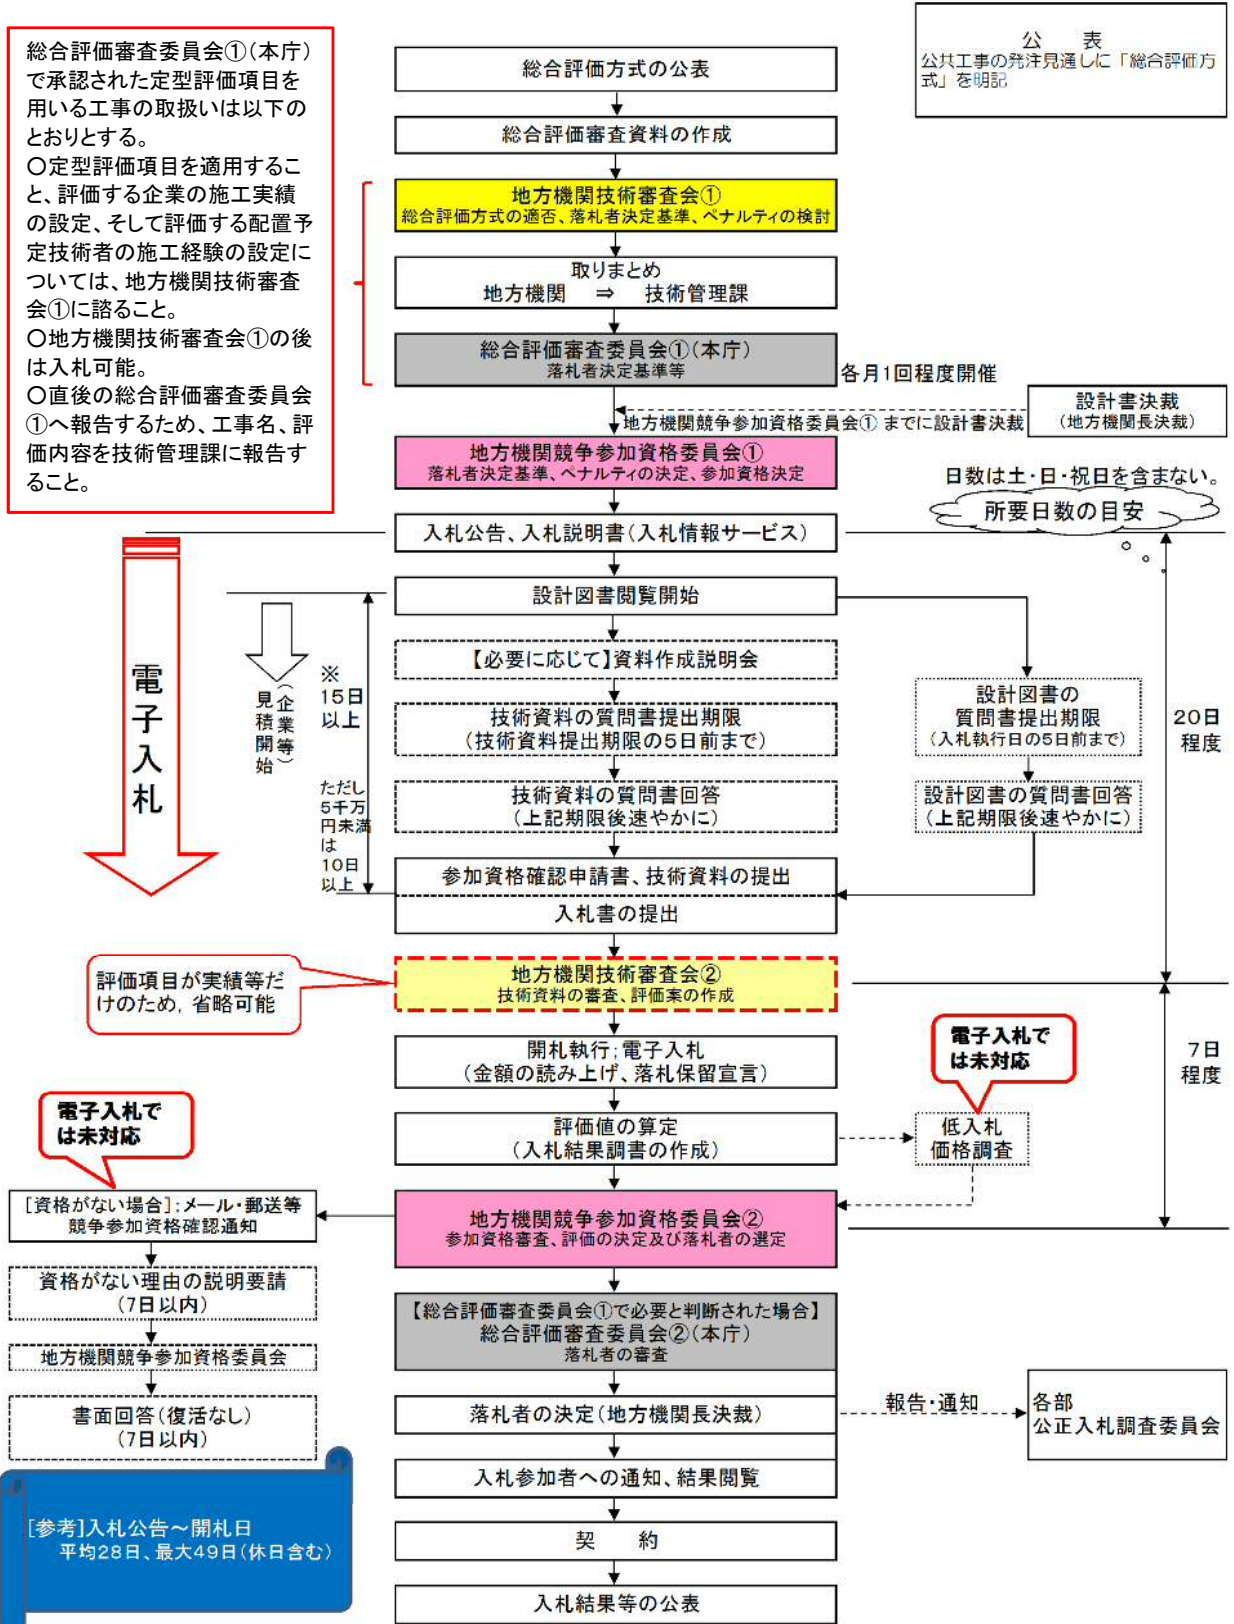 公　表
公共工事の発注見通しに「総合評価方
式」を明記
総合評価審査委員会①(本庁)
で承認された定型評価項目を
用いる工事の取扱いは以下の
とおりとする。
〇定型評価項目を適用するこ
と、評価する企業の施工実績
の設定、そして評価する配置予
定技術者の施工経験の設定に
ついては、地方機関技術審査
会①に諮ること。
〇地方機関技術審査会①の後
は入札可能。
〇直後の総合評価審査委員会
①へ報告するため、工事名、評
価内容を技術管理課に報告す
ること。
総合評価方式の公表
総合評価審査資料の作成
地方機関技術審査会①
総合評価方式の適否、落札者決定基準、ペナルティの検討
取りまとめ
地方機関　⇒　技術管理課
総合評価審査委員会①(本庁)
落札者決定基準等
各月1回程度開催
設計書決裁
(地方機関長決裁)
地方機関競争参加資格委員会① までに設計書決裁
地方機関競争参加資格委員会①
落札者決定基準、ペナルティの決定、参加資格決定
日数は土・日・祝日を含まない。
所要日数の目安
入札公告、入札説明書(入札情報サービス)
設計図書閲覧開始
【必要に応じて】資料作成説明会
技術資料の質問書提出期限
(技術資料提出期限の5日前まで)
技術資料の質問書回答
(上記期限後速やかに)
参加資格確認申請書、技術資料の提出
入札書の提出
電子入札
見積開始
(企業等)
※
15日
以上
ただし
5千万
円未満
は
10日
以上
設計図書の
質問書提出期限
(入札執行日の5日前まで)
設計図書の質問書回答
(上記期限後速やかに)
20日
程度
評価項目が実績等だ
けのため, 省略可能
地方機関技術審査会②
技術資料の審査、評価案の作成
開札執行;電子入札
(金額の読み上げ、落札保留宣言)
電子入札で
は未対応
7日
程度
評価値の算定
(入札結果調書の作成)
低入札
価格調査
電子入札で
は未対応
[資格がない場合]:メール・郵送等
競争参加資格確認通知
地方機関競争参加資格委員会②
参加資格審査、評価の決定及び落札者の選定
資格がない理由の説明要請
(7日以内)
地方機関競争参加資格委員会
書面回答(復活なし)
(7日以内)
【総合評価審査委員会①で必要と判断された場合】
総合評価審査委員会②(本庁)
落札者の審査
落札者の決定(地方機関長決裁)
報告・通知
各部
公正入札調査委員会
入札参加者への通知、結果閲覧
[参考]入札公告～開札日
平均28日、最大49日(休日含む)
契　約
入札結果等の公表